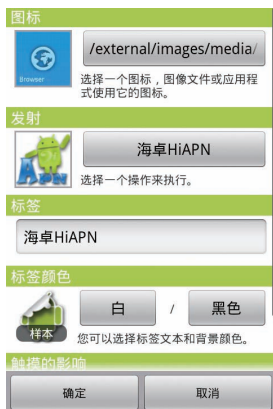 图标
Browser
/external/images/media/
选择一个图标，图像文件或应用程
式使用它的图标。
发射
APN
海卓HiAPN
选择一个操作来执行。
标签
海卓HiAPN
标签颜色
样本
白 / 黑色
您可以选择标签文本和背景颜色。
触摸的影响
确定 取消